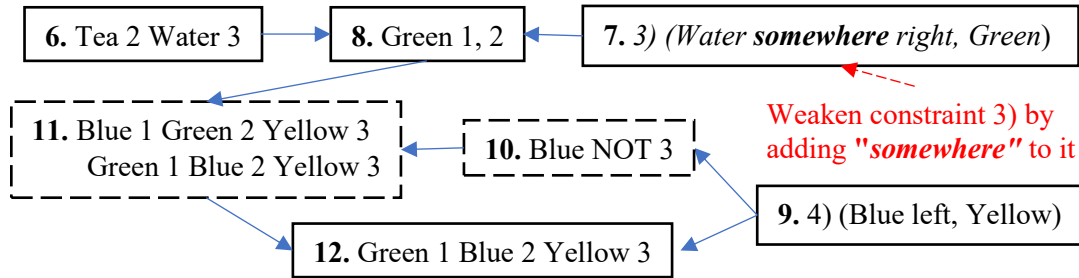 6. Tea 2 Water 3
8. Green 1, 2
7. 3) (Water somewhere right, Green)
Weaken constraint 3) by
adding "somewhere" to it
11. Blue 1 Green 2 Yellow 3
Green 1 Blue 2 Yellow 3
10. Blue NOT 3
9. 4) (Blue left, Yellow)
12. Green 1 Blue 2 Yellow 3